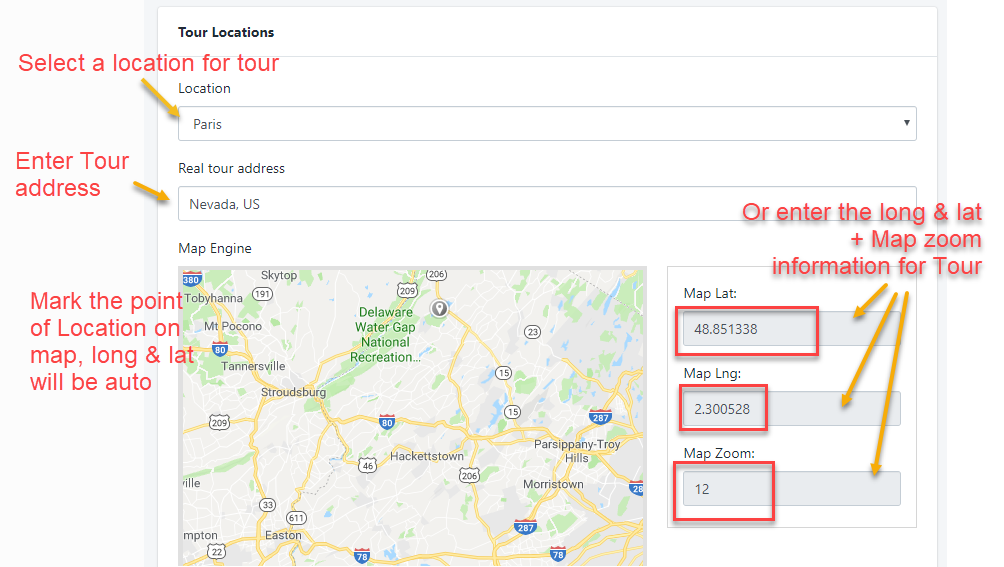 Tour Locations
Select a location for tour
Location
Paris
Enter Tour
address
Real tour address
Nevada, US
Or enter the long & lat
+ Map zoom
information for Tour
Map Engine
Mark the point
of Location on
map, long & lat
will be auto
380
Skytop
206
Tobyhanna
191
209
Delaware
Water Gap
National
Recreation...
Mt Pocono
80
23
Tannersville
15
Stroudsburg
209
80
15
287
Parsippany-Troy
Hills
Hackettstown
46
206
ville
Morristown
28
33
611
287
mpton
Easton
22
78
78
Map Lat:
48.851338
Map Lng:
2.300528
Map Zoom:
12